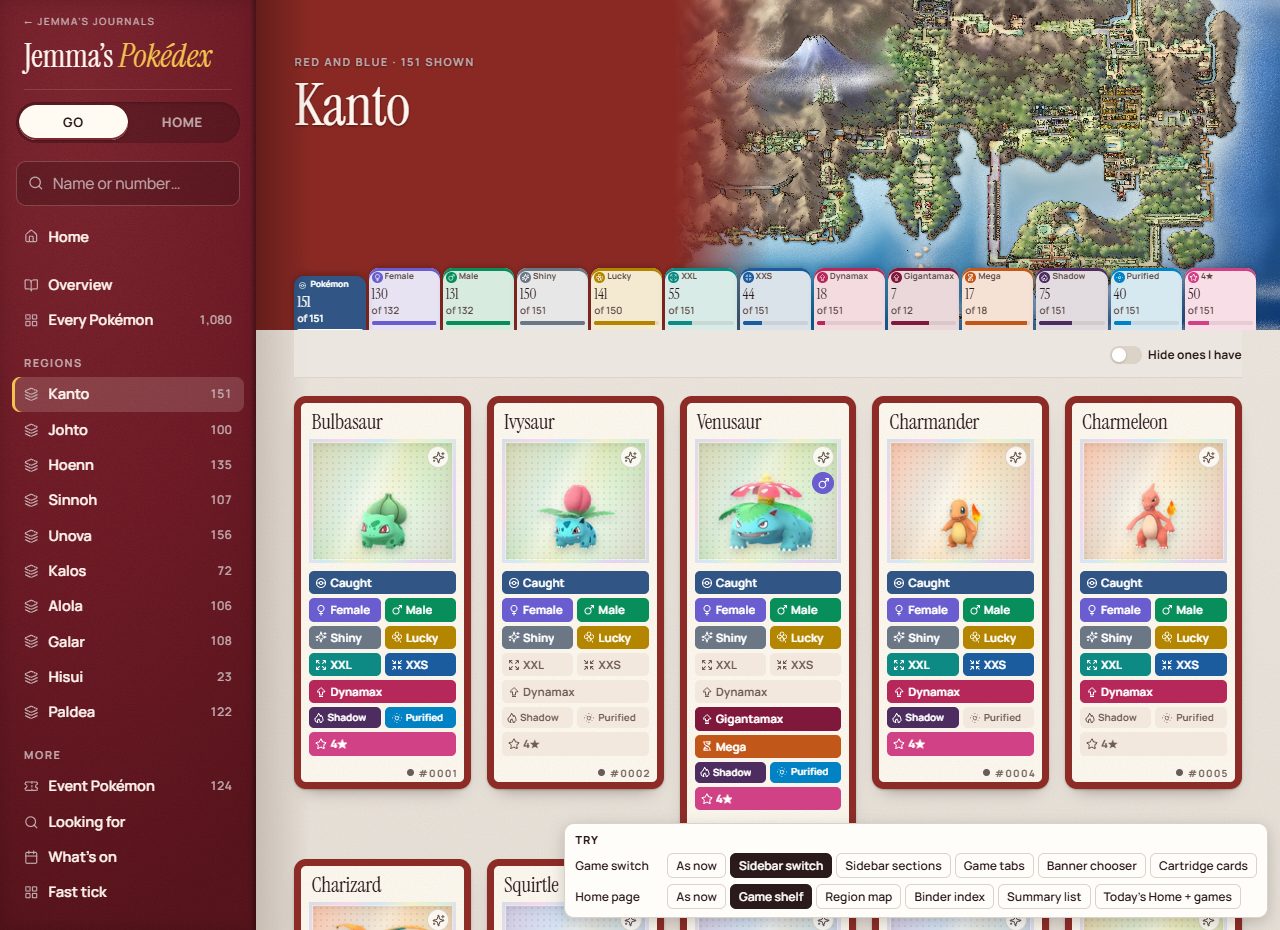 ← JEMMA'S JOURNALS
Jemma's Pokédex
GO HOME
Name or number...
Home
Overview
Every Pokémon 1,080
REGIONS
Kanto 151
Johto 100
Hoenn 135
Sinnoh 107
Unova 156
Kalos 72
Alola 106
Galar 108
Hisui 23
Paldea 122
MORE
Event Pokémon 124
Looking for
What's on
Fast tick
RED AND BLUE · 151 SHOWN
Kanto
Pokémon 151 of 151
Female 130 of 132
Male 131 of 132
Shiny 150 of 151
Lucky 141 of 150
XXL 55 of 151
XXS 44 of 151
Dynamax 18 of 151
Gigantamax 7 of 12
Mega 17 of 18
Shadow 75 of 151
Purified 40 of 151
4★ 50 of 151
Hide ones I have
Bulbasaur
Caught
Female Male
Shiny Lucky
XXL XXS
Dynamax
Shadow Purified
4★
#0001
Ivysaur
Caught
Female Male
Shiny Lucky
XXL XXS
Dynamax
Shadow Purified
4★
#0002
Venusaur
Caught
Female Male
Shiny Lucky
XXL XXS
Dynamax
Gigantamax
Mega
Shadow Purified
4★
Charmander
Caught
Female Male
Shiny Lucky
XXL XXS
Dynamax
Shadow Purified
4★
#0004
Charmeleon
Caught
Female Male
Shiny Lucky
XXL XXS
Dynamax
Shadow Purified
4★
#0005
Charizard
Squirtle
TRY
Game switch As now Sidebar switch Sidebar sections Game tabs Banner chooser Cartridge cards
Home page As now Game shelf Region map Binder index Summary list Today's Home + games